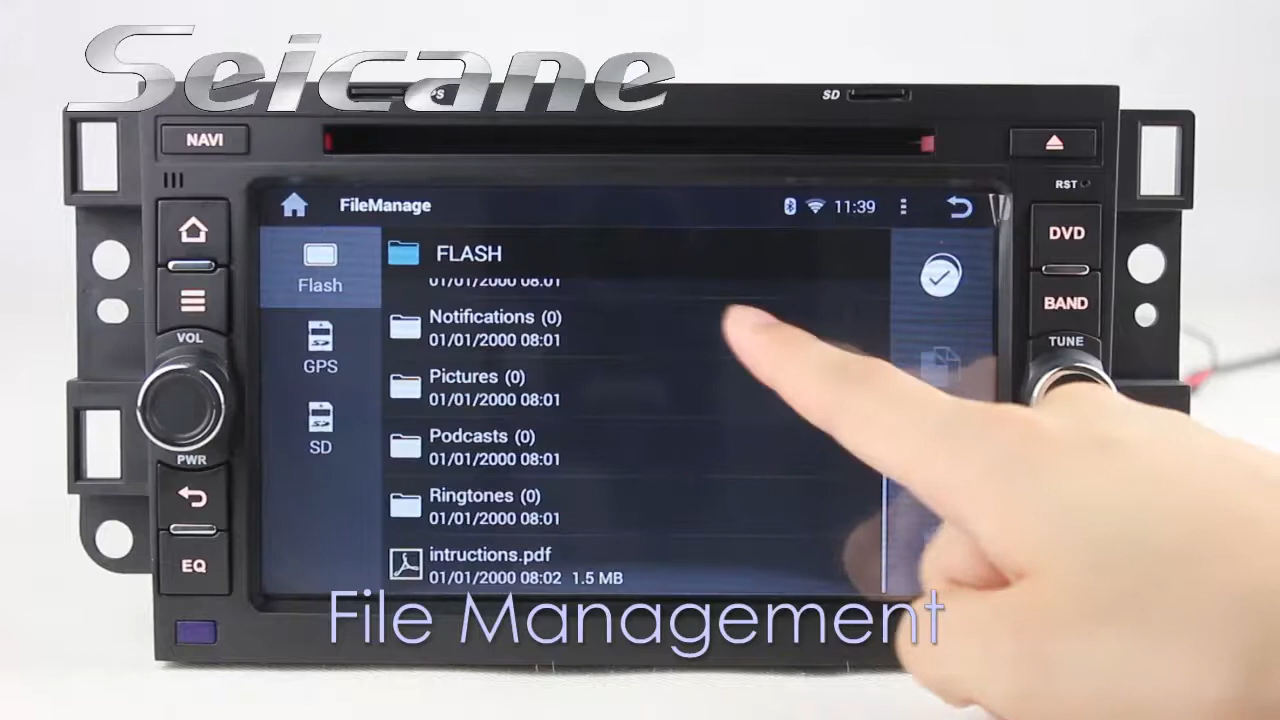 Seicane
SD
NAVI
RST
FileManage
11:39
DVD
FLASH
Flash
01/01/2000 08:01
Notifications (0)
BAND
01/01/2000 08:01
VOL
TUNE
GPS
Pictures (0)
01/01/2000 08:01
Podcasts (0)
SD
01/01/2000 08:01
PWR
Ringtones (0)
01/01/2000 08:01
intructions.pdf
EQ
01/01/2000 08:02 1.5 MB
File Management